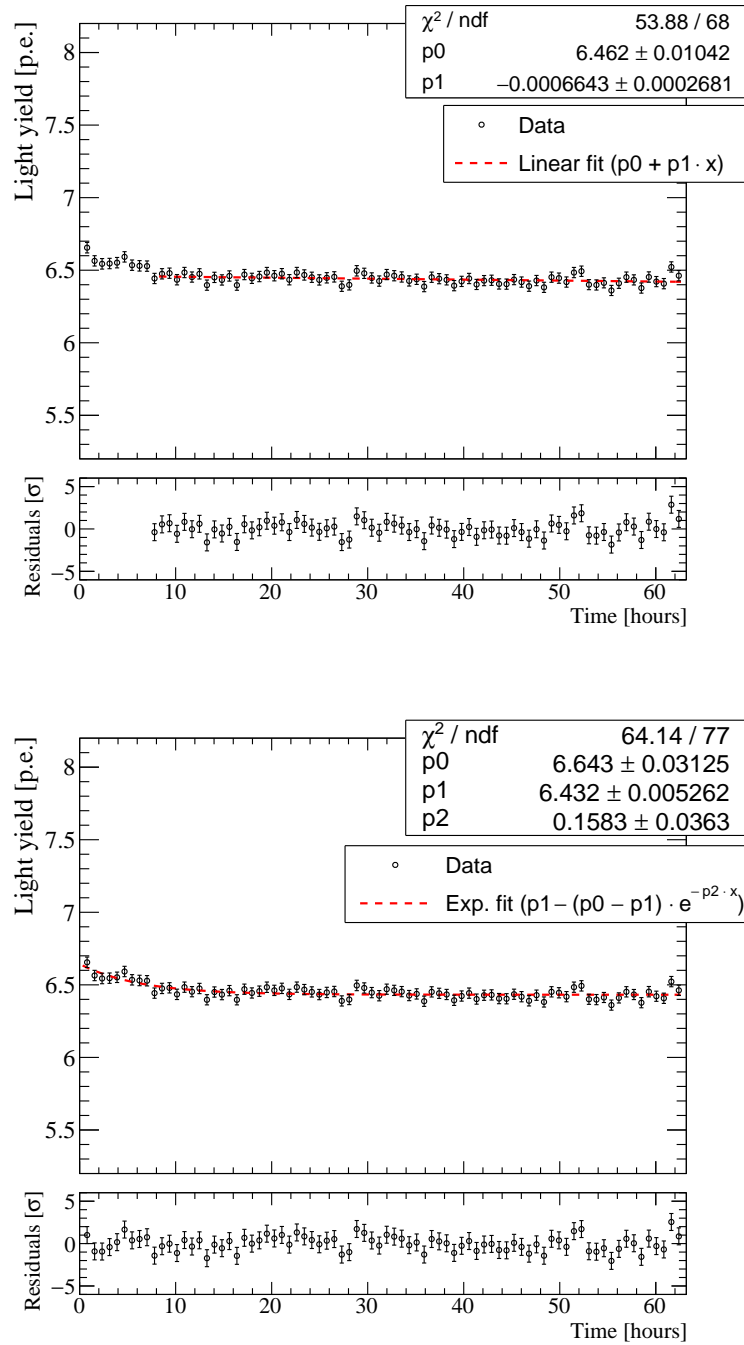 χ² / ndf 53.88 / 68
p0 6.462 ± 0.01042
p1 −0.0006643 ± 0.0002681
Data
Linear fit (p0 + p1 · x)
Light yield [p.e.]
8
7.5
7
6.5
6
5.5
Residuals [σ]
5
0
−5
0 10 20 30 40 50 60
Time [hours]
χ² / ndf 64.14 / 77
p0 6.643 ± 0.03125
p1 6.432 ± 0.005262
p2 0.1583 ± 0.0363
Data
Exp. fit (p1 − (p0 − p1) · e^−p2 · x)
Light yield [p.e.]
8
7.5
7
6.5
6
5.5
Residuals [σ]
5
0
−5
0 10 20 30 40 50 60
Time [hours]